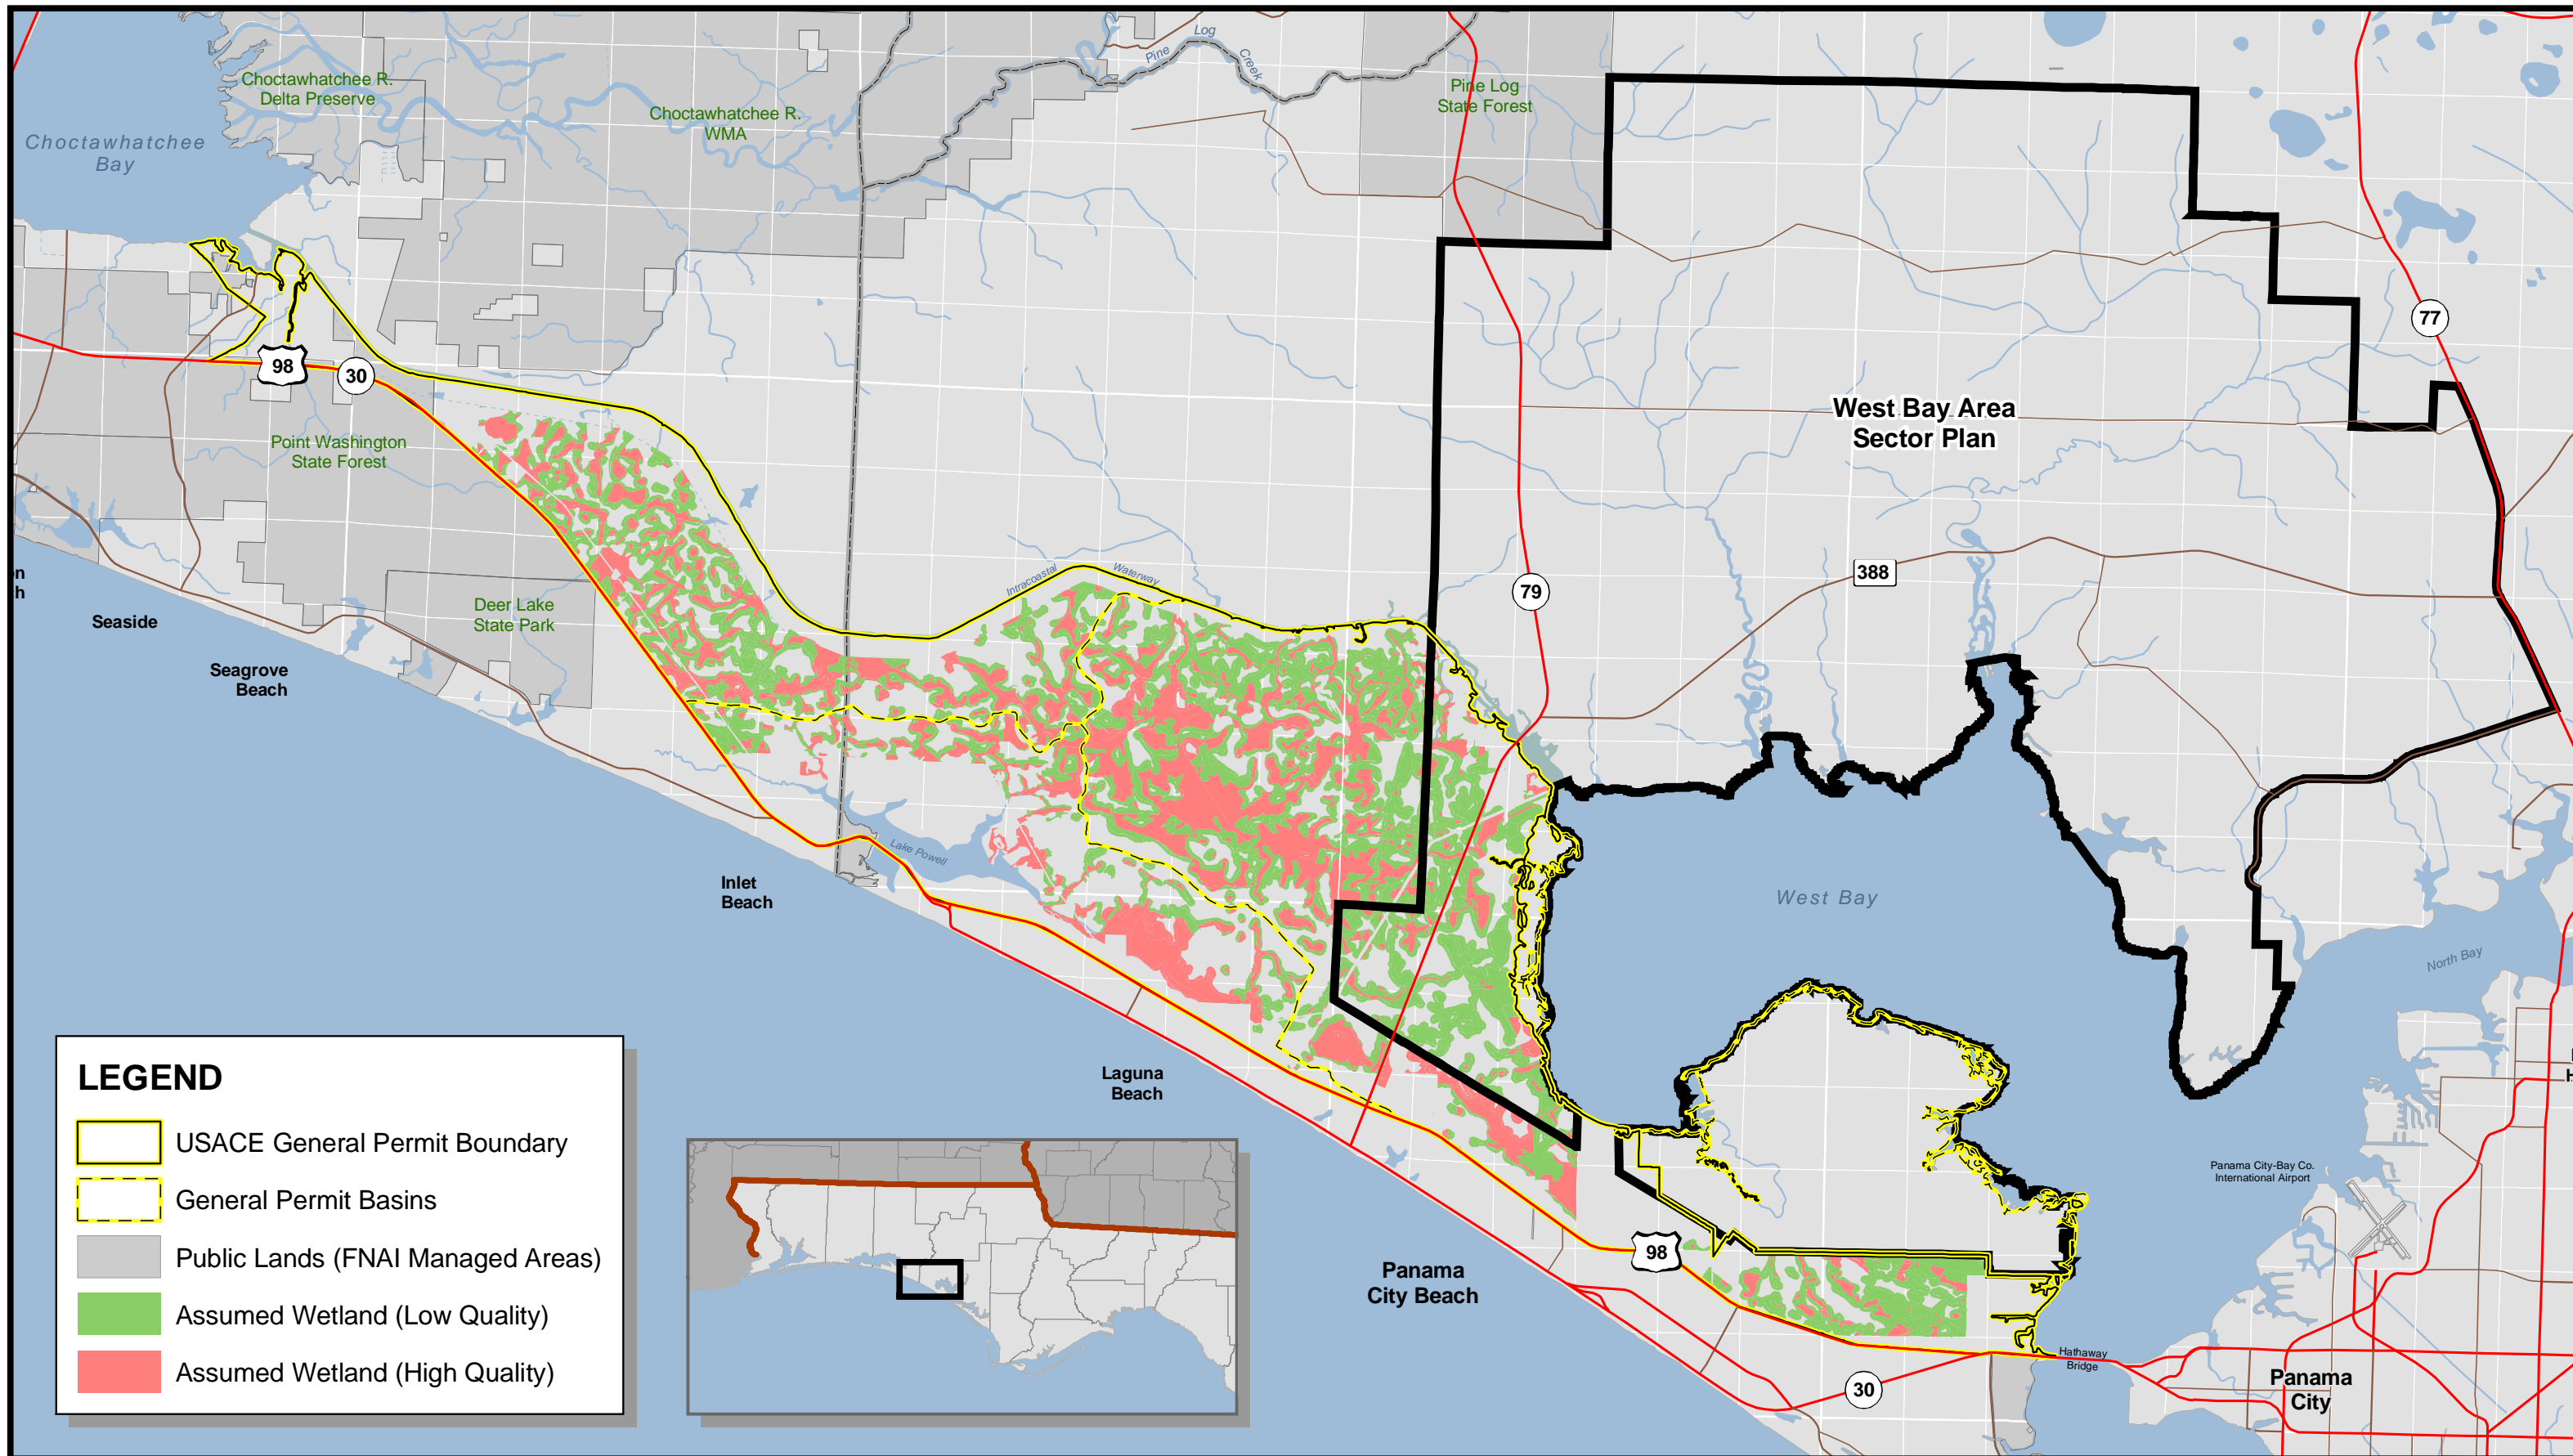 Pine
Log
Creek
Choctawhatchee R.
Delta Preserve
Choctawhatchee R.
WMA
Pine Log
State Forest
Choctawhatchee
Bay
77
98
30
West Bay Area
Sector Plan
Point Washington
State Forest
Intracoastal
Waterway
388
79
Deer Lake
State Park
Seaside
Seagrove
Beach
Lake Powell
Inlet
Beach
West Bay
North Bay
Laguna
Beach
Panama City-Bay Co.
International Airport
98
Panama
City Beach
Hathaway
Bridge
30
Panama
City
LEGEND
USACE General Permit Boundary
General Permit Basins
Public Lands (FNAI Managed Areas)
Assumed Wetland (Low Quality)
Assumed Wetland (High Quality)